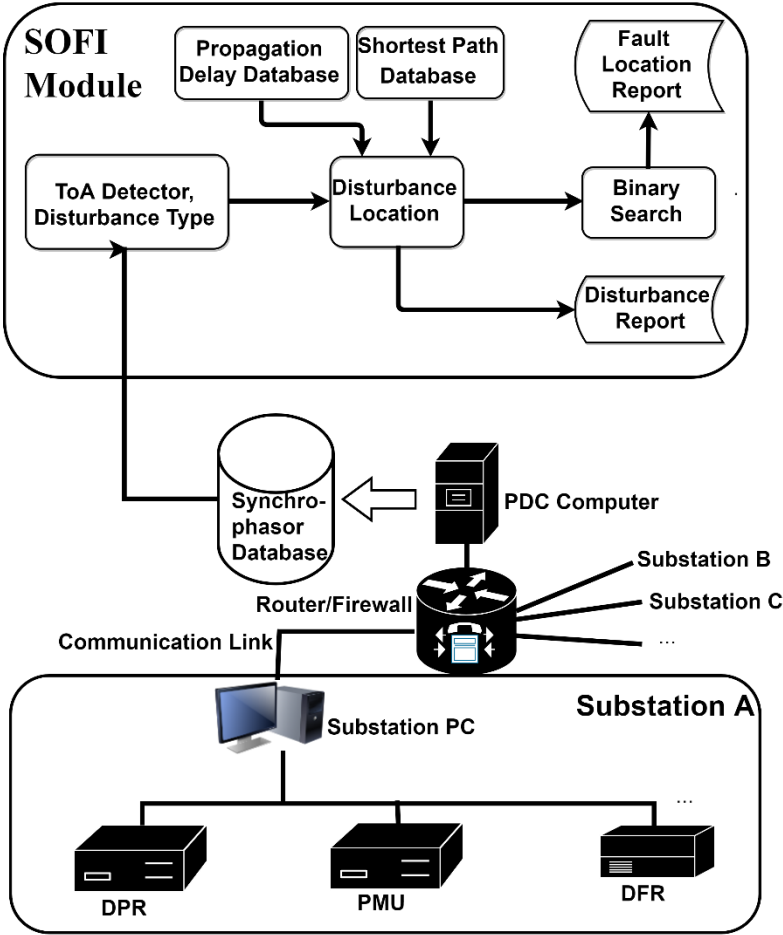 SOFI
Module
Propagation
Delay Database
Shortest Path
Database
Fault
Location
Report
ToA Detector,
Disturbance Type
Disturbance
Location
Binary
Search
Disturbance
Report
Synchro-
phasor
Database
PDC Computer
Router/Firewall
Substation B
Substation C
...
Communication Link
Substation A
Substation PC
...
DPR
PMU
DFR